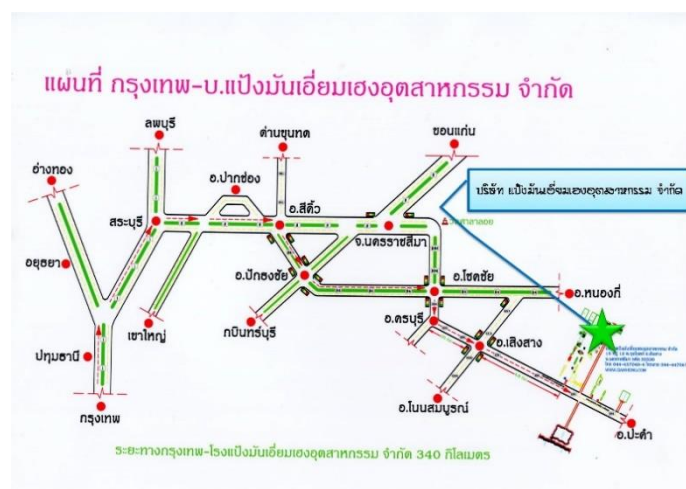 แผนที่ กรุงเทพ-บ.แป้งมันเอี่ยมเฮงอุตสาหกรรม จำกัด
ลพบุรี
ด่านขุนทด
ขอนแก่น
อ่างทอง
อ.ปากช่อง
บริษัท แป้งมันเอี่ยมเฮงอุตสาหกรรม จำกัด
สระบุรี
อ.สีคิ้ว
จ.นครราชสีมา
อยุธยา
อ.ปักธงชัย
อ.โชคชัย
อ.หนองกี่
เขาใหญ่
กบินทร์บุรี
อ.ครบุรี
อ.เสิงสาง
ปทุมธานี
กรุงเทพ
อ.โนนสมบูรณ์
อ.ปะคำ
ระยะทางกรุงเทพ-โรงแป้งมันเอี่ยมเฮงอุตสาหกรรม จำกัด 340 กิโลเมตร